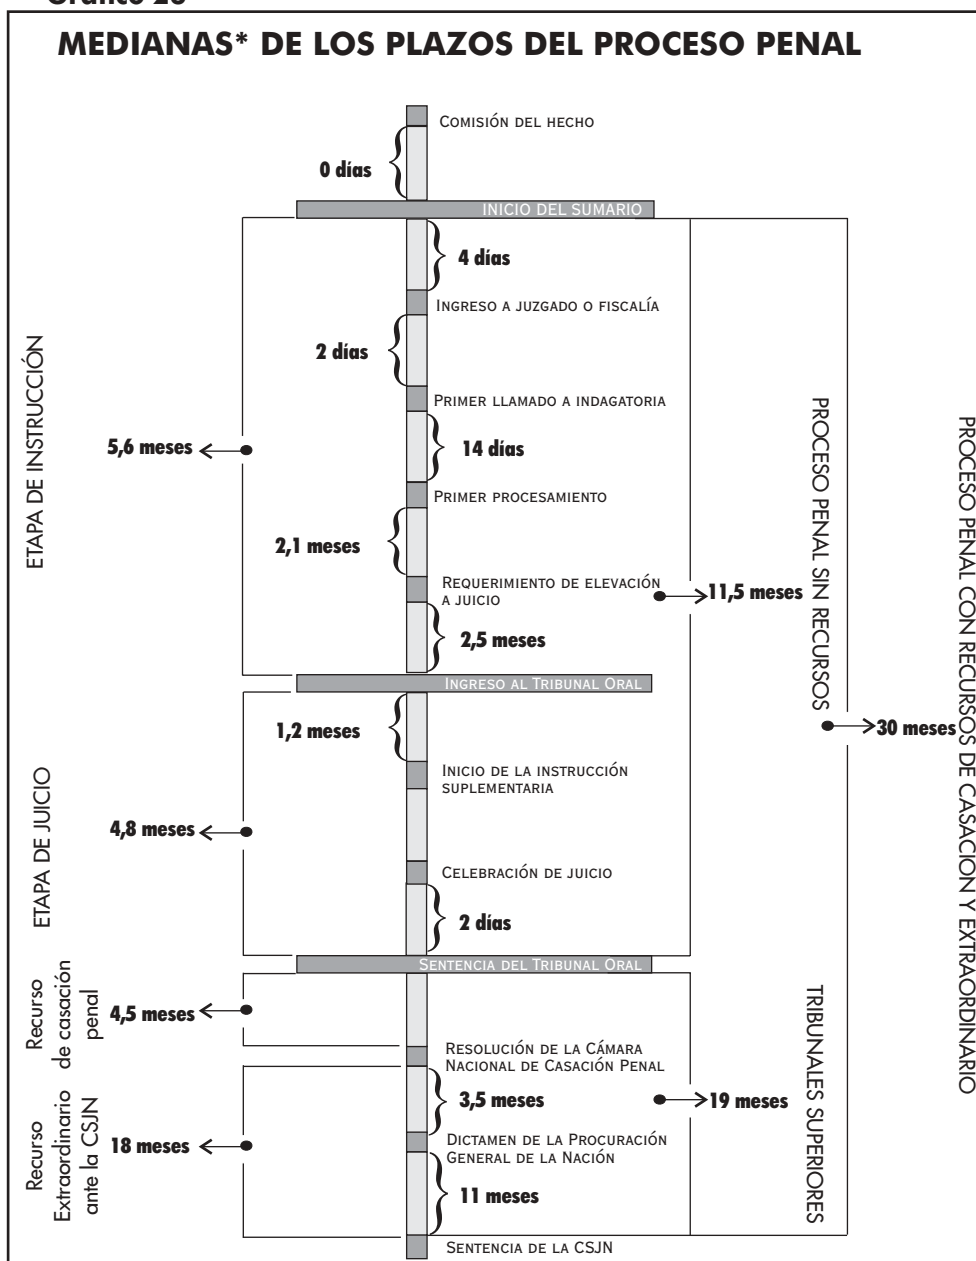 MEDIANAS* DE LOS PLAZOS DEL PROCESO PENAL
COMISIÓN DEL HECHO
0 días
INICIO DEL SUMARIO
4 días
INGRESO A JUZGADO O FISCALÍA
2 días
PRIMER LLAMADO A INDAGATORIA
ETAPA DE INSTRUCCIÓN
5,6 meses
14 días
PRIMER PROCESAMIENTO
2,1 meses
REQUERIMIENTO DE ELEVACIÓN
A JUICIO
11,5 meses
PROCESO PENAL SIN RECURSOS
2,5 meses
INGRESO AL TRIBUNAL ORAL
1,2 meses
30 meses
PROCESO PENAL CON RECURSOS DE CASACION Y EXTRAORDINARIO
INICIO DE LA INSTRUCCIÓN
SUPLEMENTARIA
ETAPA DE JUICIO
4,8 meses
CELEBRACIÓN DE JUICIO
2 días
SENTENCIA DEL TRIBUNAL ORAL
Recurso
de casación
penal
4,5 meses
RESOLUCIÓN DE LA CÁMARA
NACIONAL DE CASACIÓN PENAL
3,5 meses
19 meses
TRIBUNALES SUPERIORES
Recurso
Extraordinario
ante la CSJN
18 meses
DICTAMEN DE LA PROCURACIÓN
GENERAL DE LA NACIÓN
11 meses
SENTENCIA DE LA CSJN